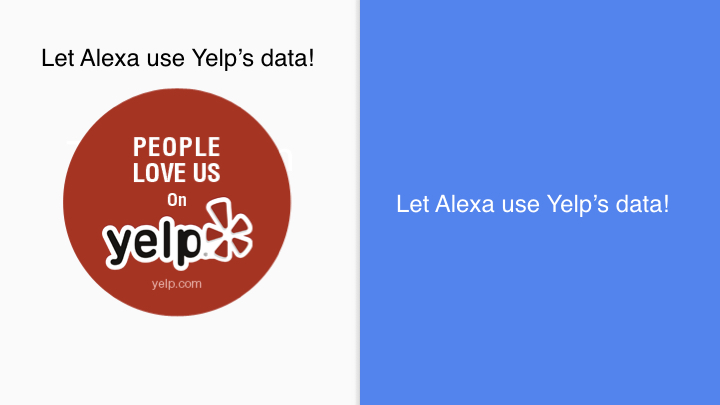 Let Alexa use Yelp’s data!
PEOPLE
LOVE US
On
yelp
yelp.com
Let Alexa use Yelp’s data!